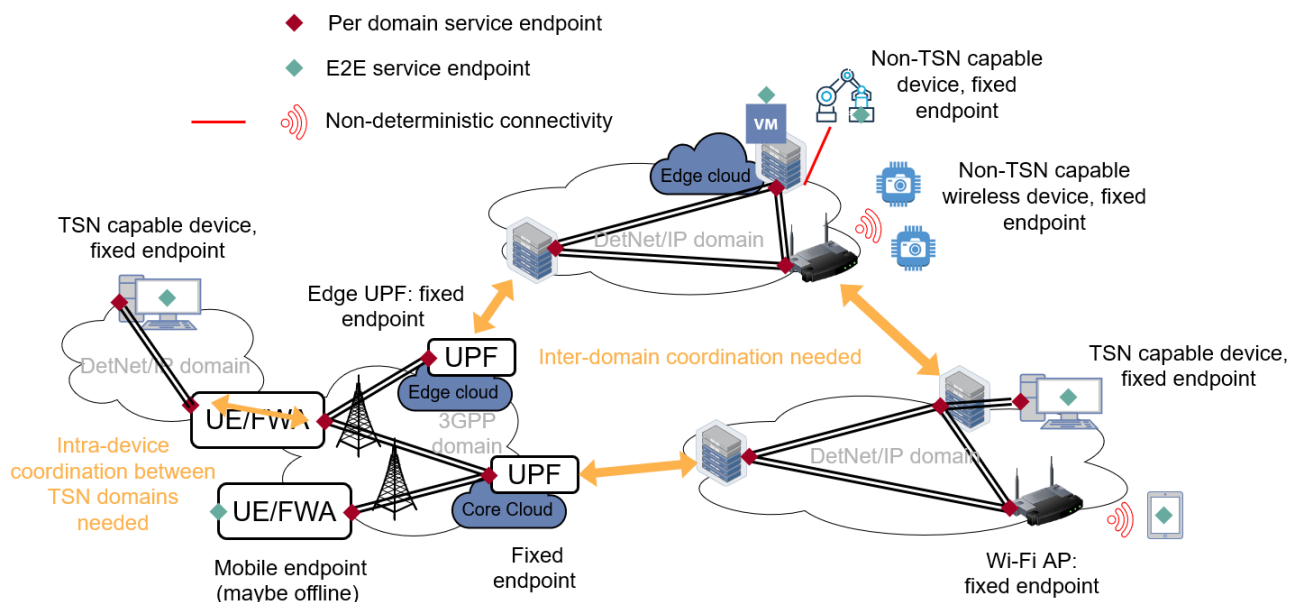 Per domain service endpoint
E2E service endpoint
Non-deterministic connectivity
Non-TSN capable
device, fixed
endpoint
VM
Edge cloud
Non-TSN capable
wireless device, fixed
endpoint
DetNet/IP domain
TSN capable device,
fixed endpoint
DetNet/IP domain
Edge UPF: fixed
endpoint
UPF
Edge cloud
Inter-domain coordination needed
TSN capable device,
fixed endpoint
UE/FWA
3GPP
domain
Intra-device
coordination between
TSN domains
needed
UPF
Core Cloud
DetNet/IP domain
UE/FWA
Mobile endpoint
(maybe offline)
Fixed
endpoint
Wi-Fi AP:
fixed endpoint